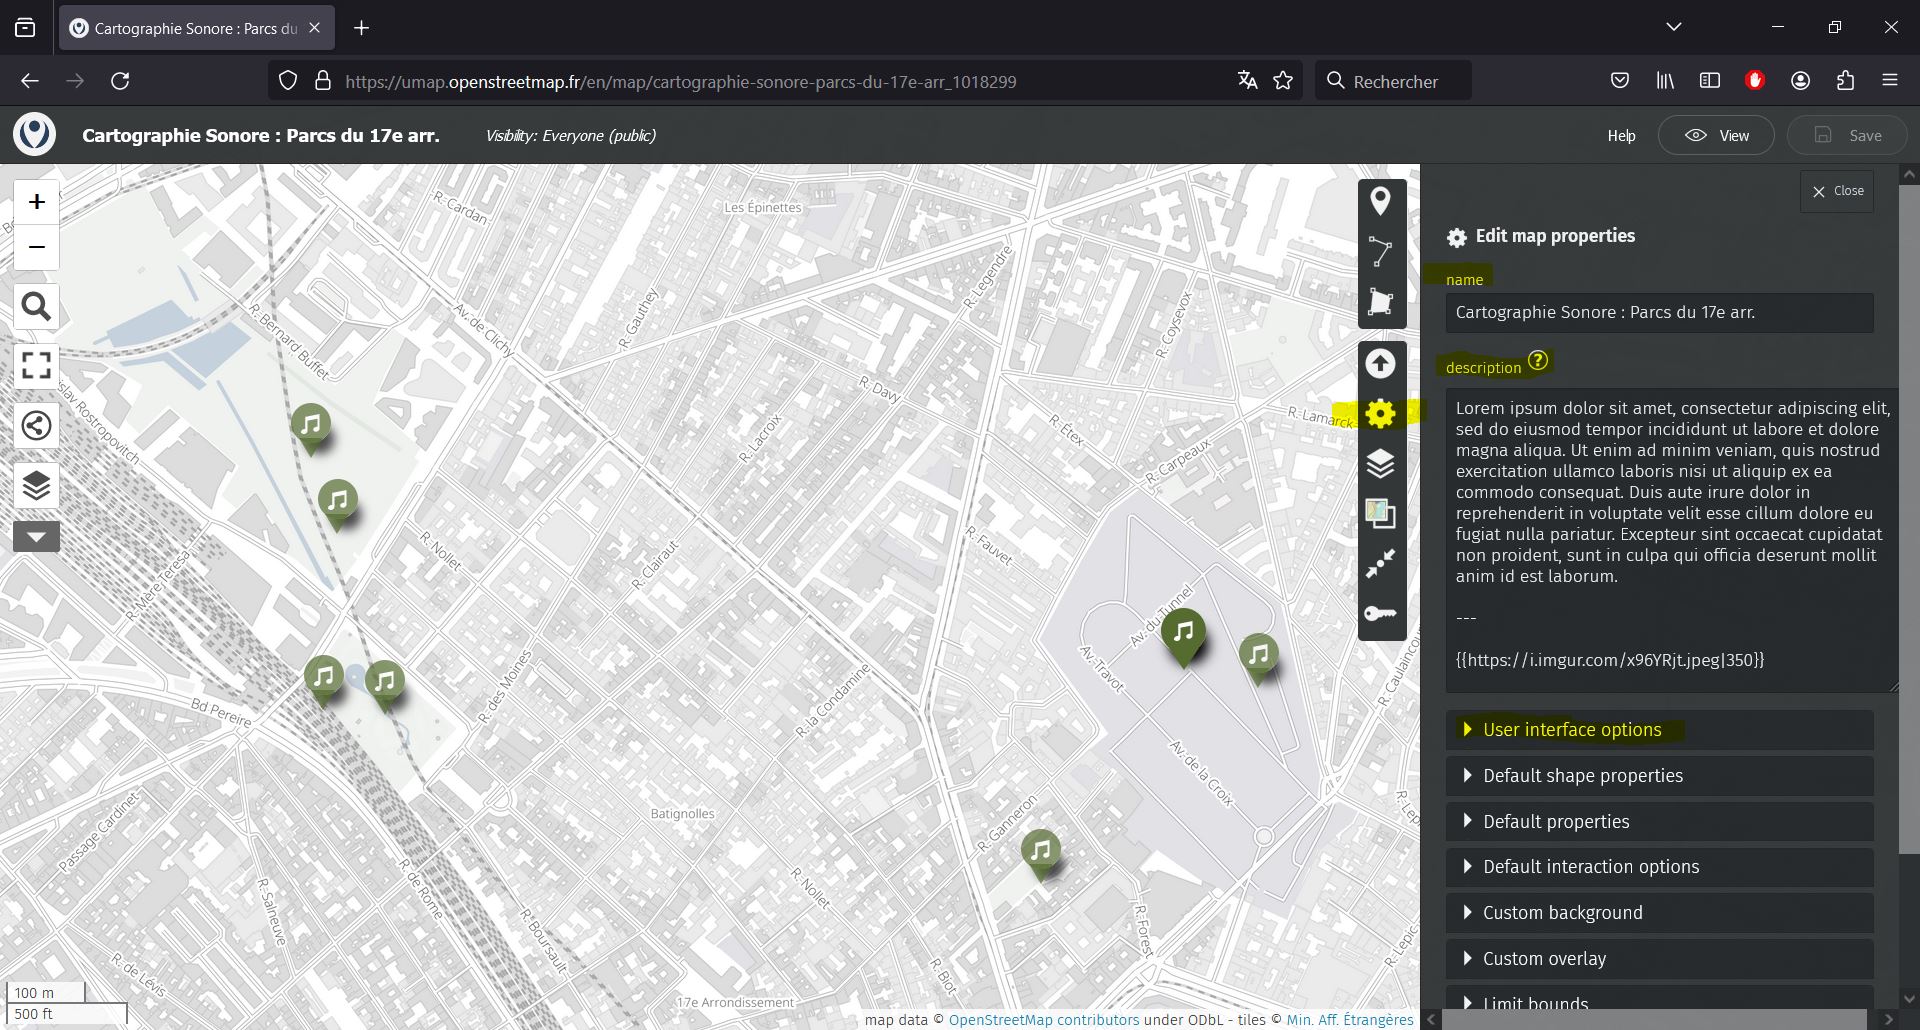 Cartographie Sonore : Parcs du
https://umap.openstreetmap.fr/en/map/cartographie-sonore-parcs-du-17e-arr_1018299
Rechercher
Cartographie Sonore : Parcs du 17e arr.
Visibility: Everyone (public)
Help
View
Save
Close
Edit map properties
name
Cartographie Sonore : Parcs du 17e arr.
description
Lorem ipsum dolor sit amet, consectetur adipiscing elit,
sed do eiusmod tempor incididunt ut labore et dolore
magna aliqua. Ut enim ad minim veniam, quis nostrud
exercitation ullamco laboris nisi ut aliquip ex ea
commodo consequat. Duis aute irure dolor in
reprehenderit in voluptate velit esse cillum dolore eu
fugiat nulla pariatur. Excepteur sint occaecat cupidatat
non proident, sunt in culpa qui officia deserunt mollit
anim id est laborum.
---
{{https://i.imgur.com/x96YRjt.jpeg|350}}
User interface options
Default shape properties
Default properties
Default interaction options
Custom background
Custom overlay
Limit bounds
+
−
R. Cardan
Les Épinettes
R. Legendre
R. Gauthey
Av. de Clichy
R. Bernard Buffet
R. Coysevox
R. Davy
R. Lamarck
R. Étex
R. Lacroix
R. Carpeaux
islav Rostropovitch
R. Nollet
R. Clairaut
R. Fauvet
R. Mère Teresa
Av. du Tunnel
Av. Travot
R. Caulaincou
R. des Moines
R. la Condamine
Bd Pereire
Av. de la Croix
R. Lep
Batignolles
R. Ganneron
Passage Cardinet
R. de Rome
R. Nollet
R. Salneuve
R. Boursault
R. Forest
R. Lepic
R. de Lévis
R. Biot
17e Arrondissement
100 m
500 ft
map data © OpenStreetMap contributors under ODbL - tiles © Min. Aff. Étrangères